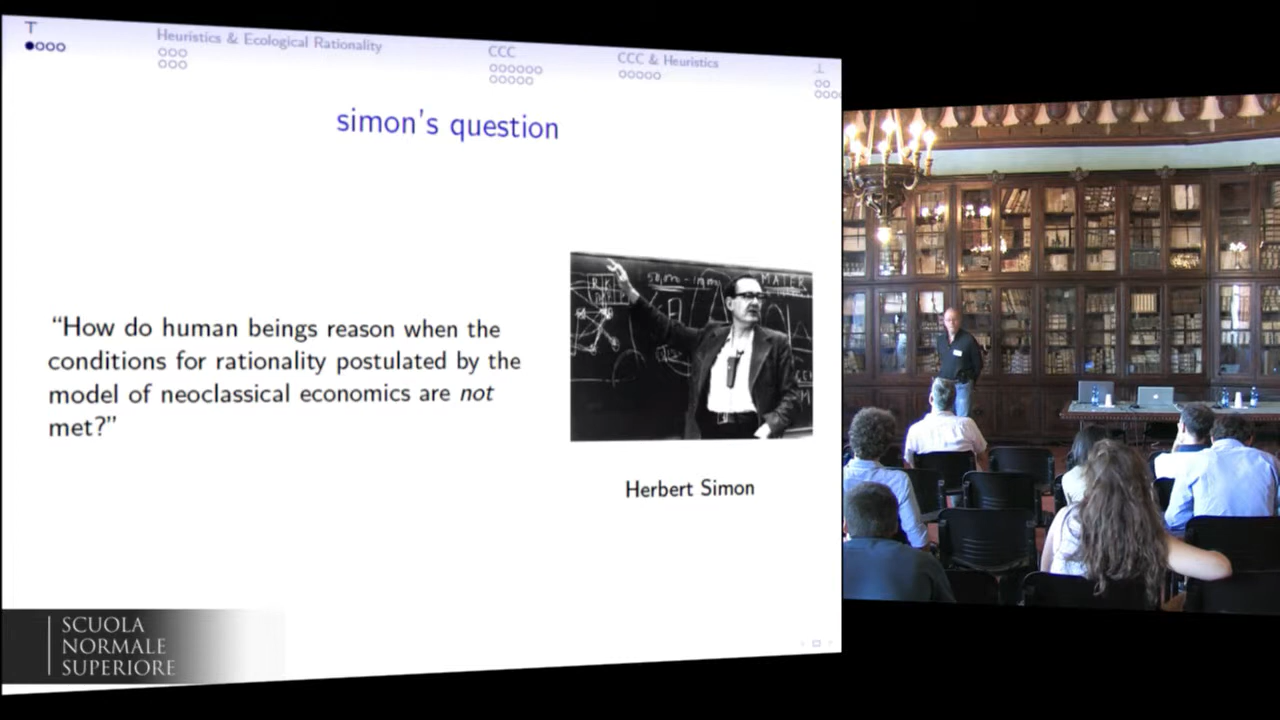 T
Heuristics & Ecological Rationality
CCC
CCC & Heuristics
⊥
simon's question
“How do human beings reason when the
conditions for rationality postulated by the
model of neoclassical economics are not
met?”
MATER
Herbert Simon
SCUOLA
NORMALE
SUPERIORE